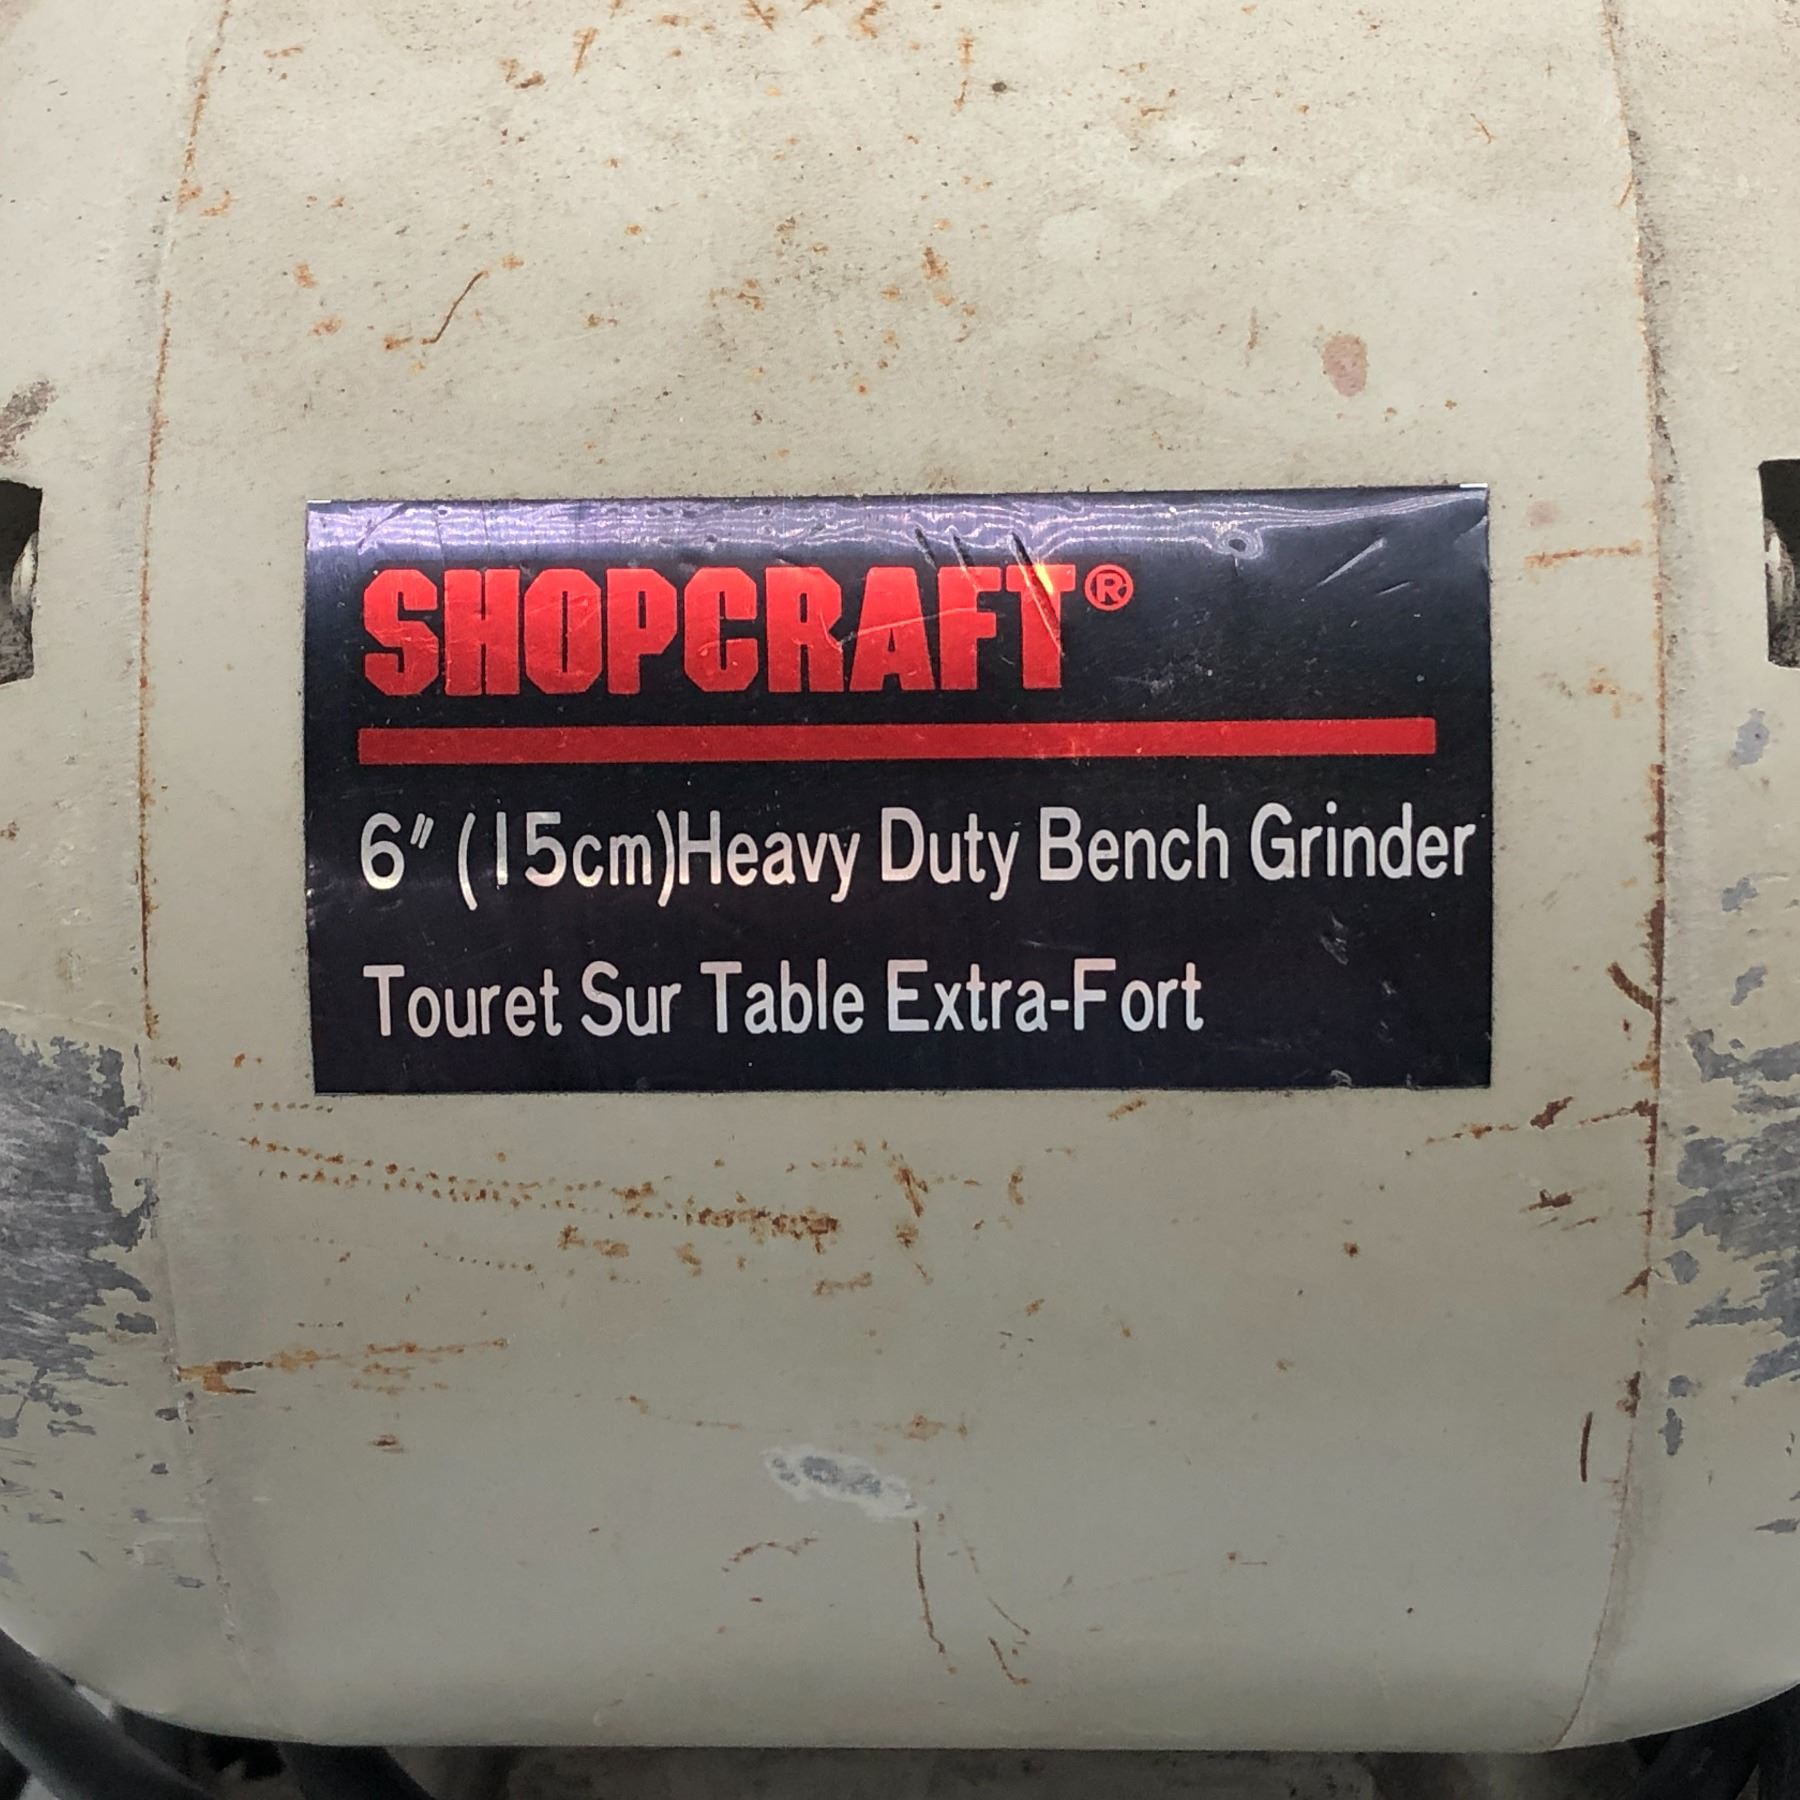 SHOPCRAFT®
6" (15cm)Heavy Duty Bench Grinder
Touret Sur Table Extra-Fort